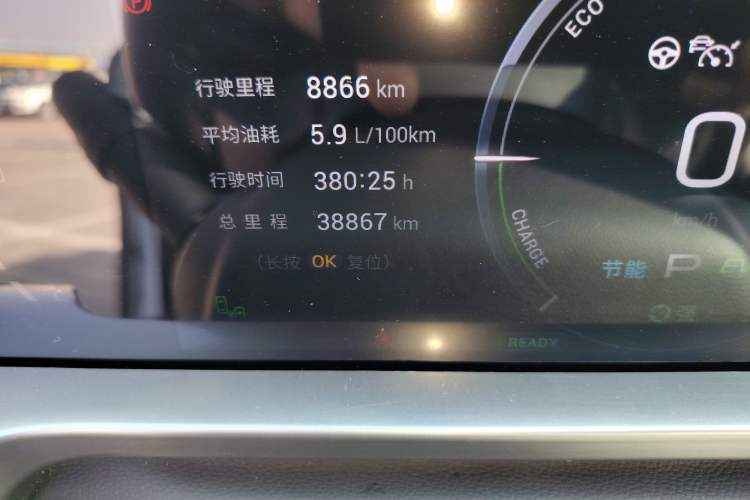 P
ECO
行驶里程 8866 km
平均油耗 5.9 L/100km
0
行驶时间 380:25 h
总里程 38867 km
km/h
CHARGE
(长按 OK 复位)
节能 P
READY